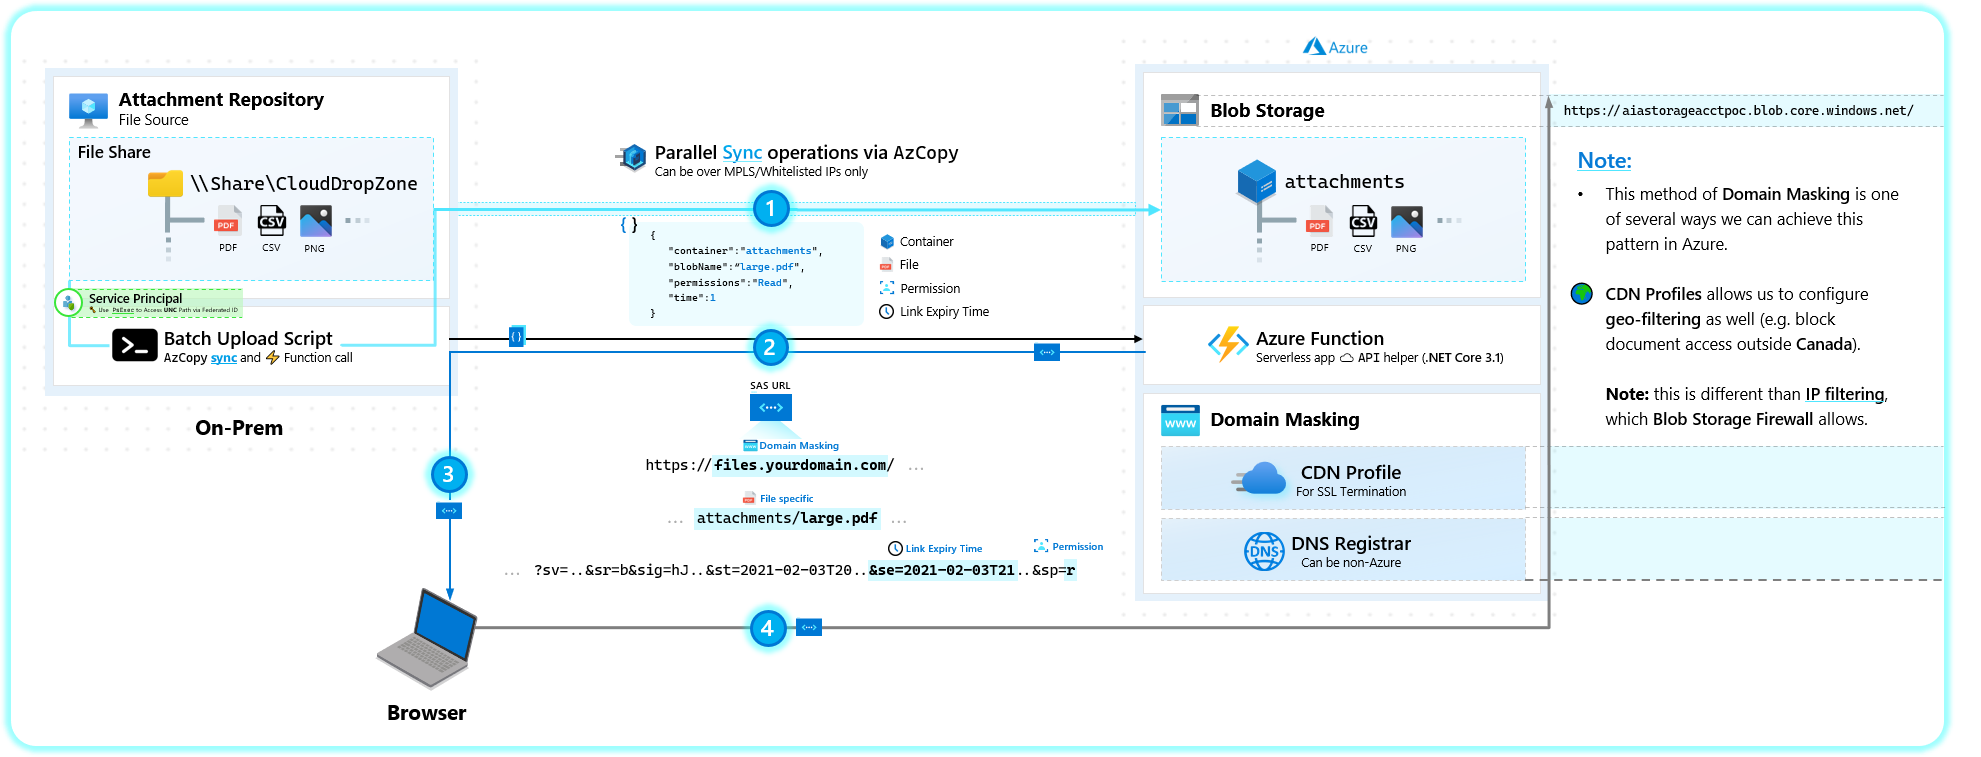 Azure
Attachment Repository
File Source
File Share
\\Share\CloudDropZone
PDF
CSV
PNG
PDF
CSV
Service Principal
Use PsExec to Access UNC Path via Federated ID
Batch Upload Script
AzCopy sync and Function call
On-Prem
Parallel Sync operations via AzCopy
Can be over MPLS/Whitelisted IPs only
1
{ }
{
"container":"attachments",
"blobName":“large.pdf",
"permissions":"Read",
"time":1
}
Container
PDF
File
Permission
Link Expiry Time
{ }
2
<···>
SAS URL
<···>
www
Domain Masking
https://files.yourdomain.com/ ...
PDF
File specific
... attachments/large.pdf ...
Link Expiry Time
Permission
... ?sv=..&sr=b&sig=hJ..&st=2021-02-03T20..&se=2021-02-03T21..&sp=r
3
<···>
4
<···>
Browser
Blob Storage
attachments
PDF
CSV
PNG
PDF
CSV
Azure Function
Serverless app API helper (.NET Core 3.1)
Domain Masking
www
CDN Profile
For SSL Termination
DNS
DNS Registrar
Can be non-Azure
https://aiastorageacctpoc.blob.core.windows.net/
Note:
• This method of Domain Masking is one
of several ways we can achieve this
pattern in Azure.
CDN Profiles allows us to configure
geo-filtering as well (e.g. block
document access outside Canada).
Note: this is different than IP filtering,
which Blob Storage Firewall allows.